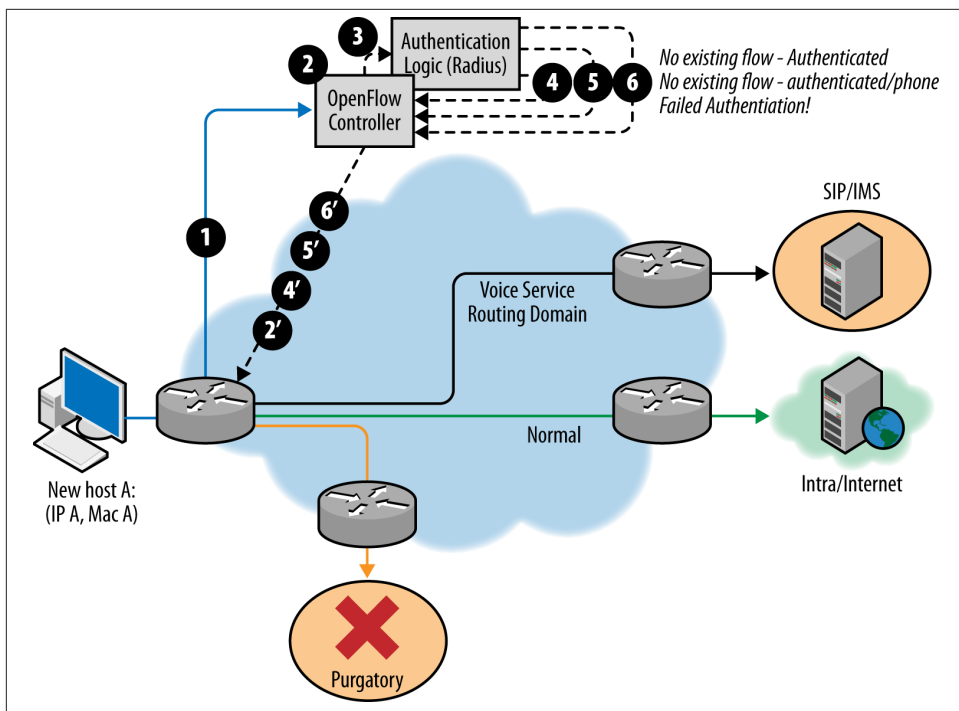 3
Authentication
Logic (Radius)
2
OpenFlow
Controller
4
5
6
No existing flow - Authenticated
No existing flow - authenticated/phone
Failed Authentiation!
1
6’
5’
4’
2’
SIP/IMS
Voice Service
Routing Domain
Normal
New host A:
(IP A, Mac A)
Intra/Internet
Purgatory